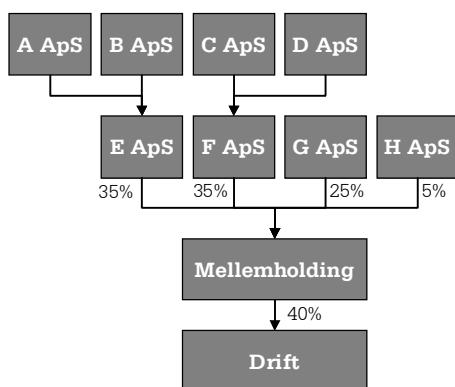 A ApS B ApS C ApS D ApS
E ApS F ApS G ApS H ApS
35% 35% 25% 5%
Mellemholding
40%
Drift